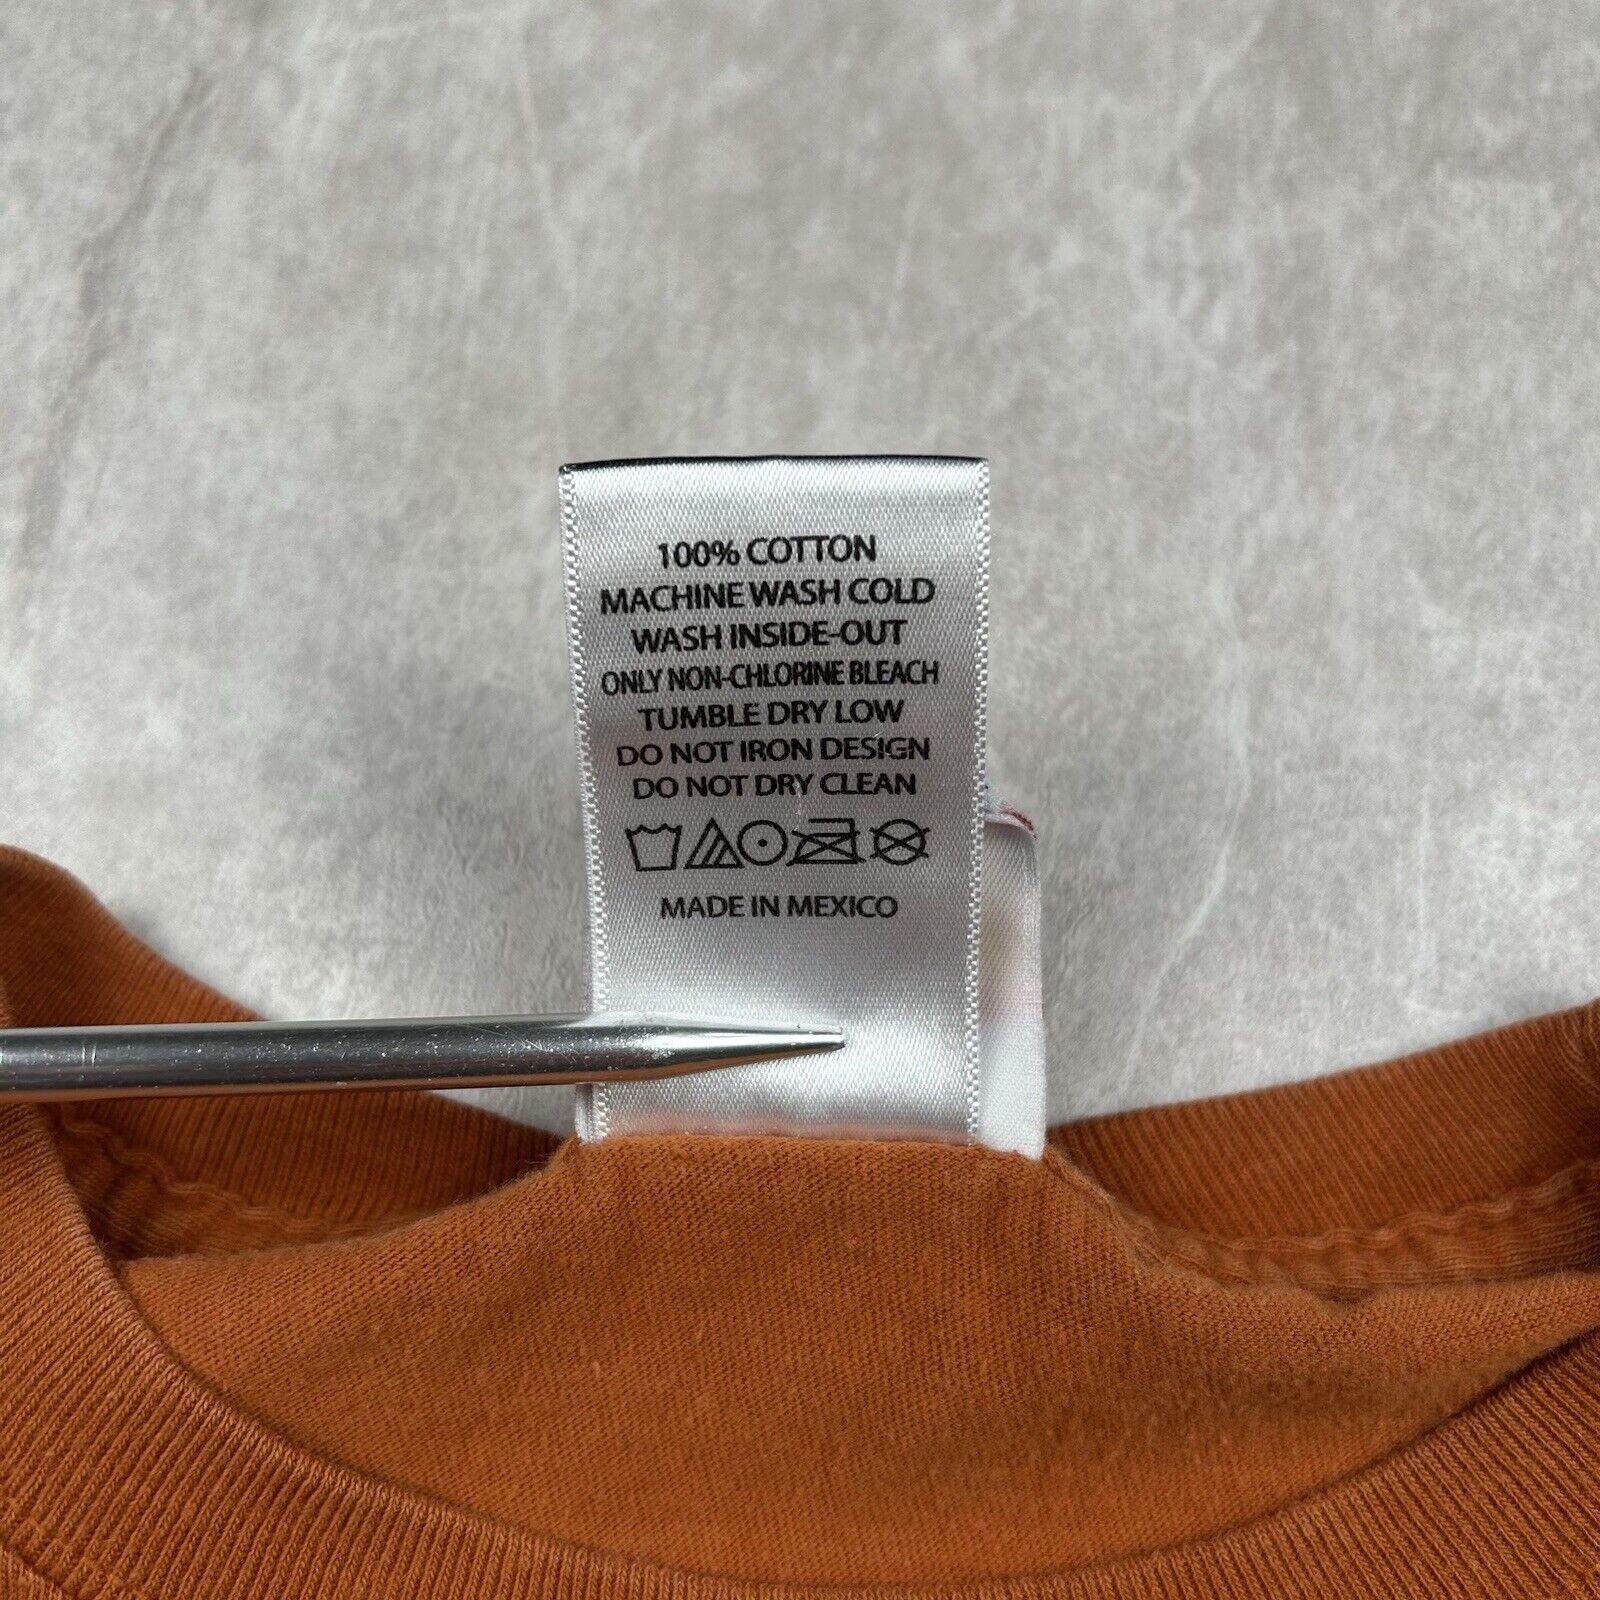 100% COTTON
MACHINE WASH COLD
WASH INSIDE-OUT
ONLY NON-CHLORINE BLEACH
TUMBLE DRY LOW
DO NOT IRON DESIGN
DO NOT DRY CLEAN
MADE IN MEXICO